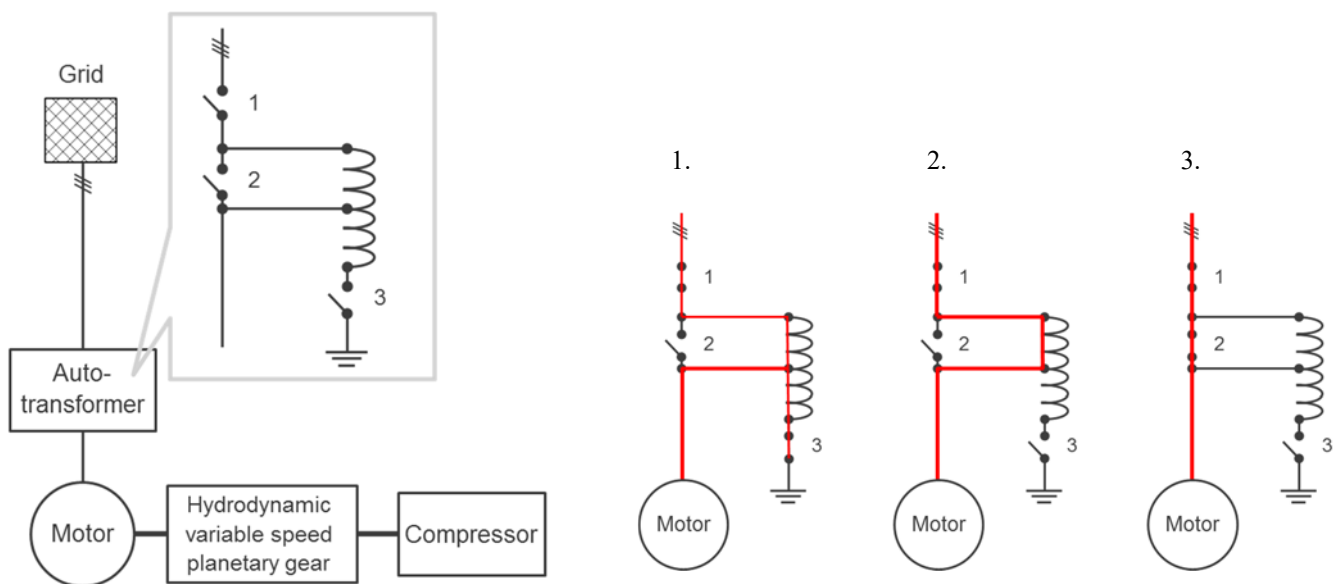 Grid
1
2
3
Auto-
transformer
Motor
Hydrodynamic
variable speed
planetary gear
Compressor
1.
1
2
3
Motor
2.
1
2
3
Motor
3.
1
2
3
Motor